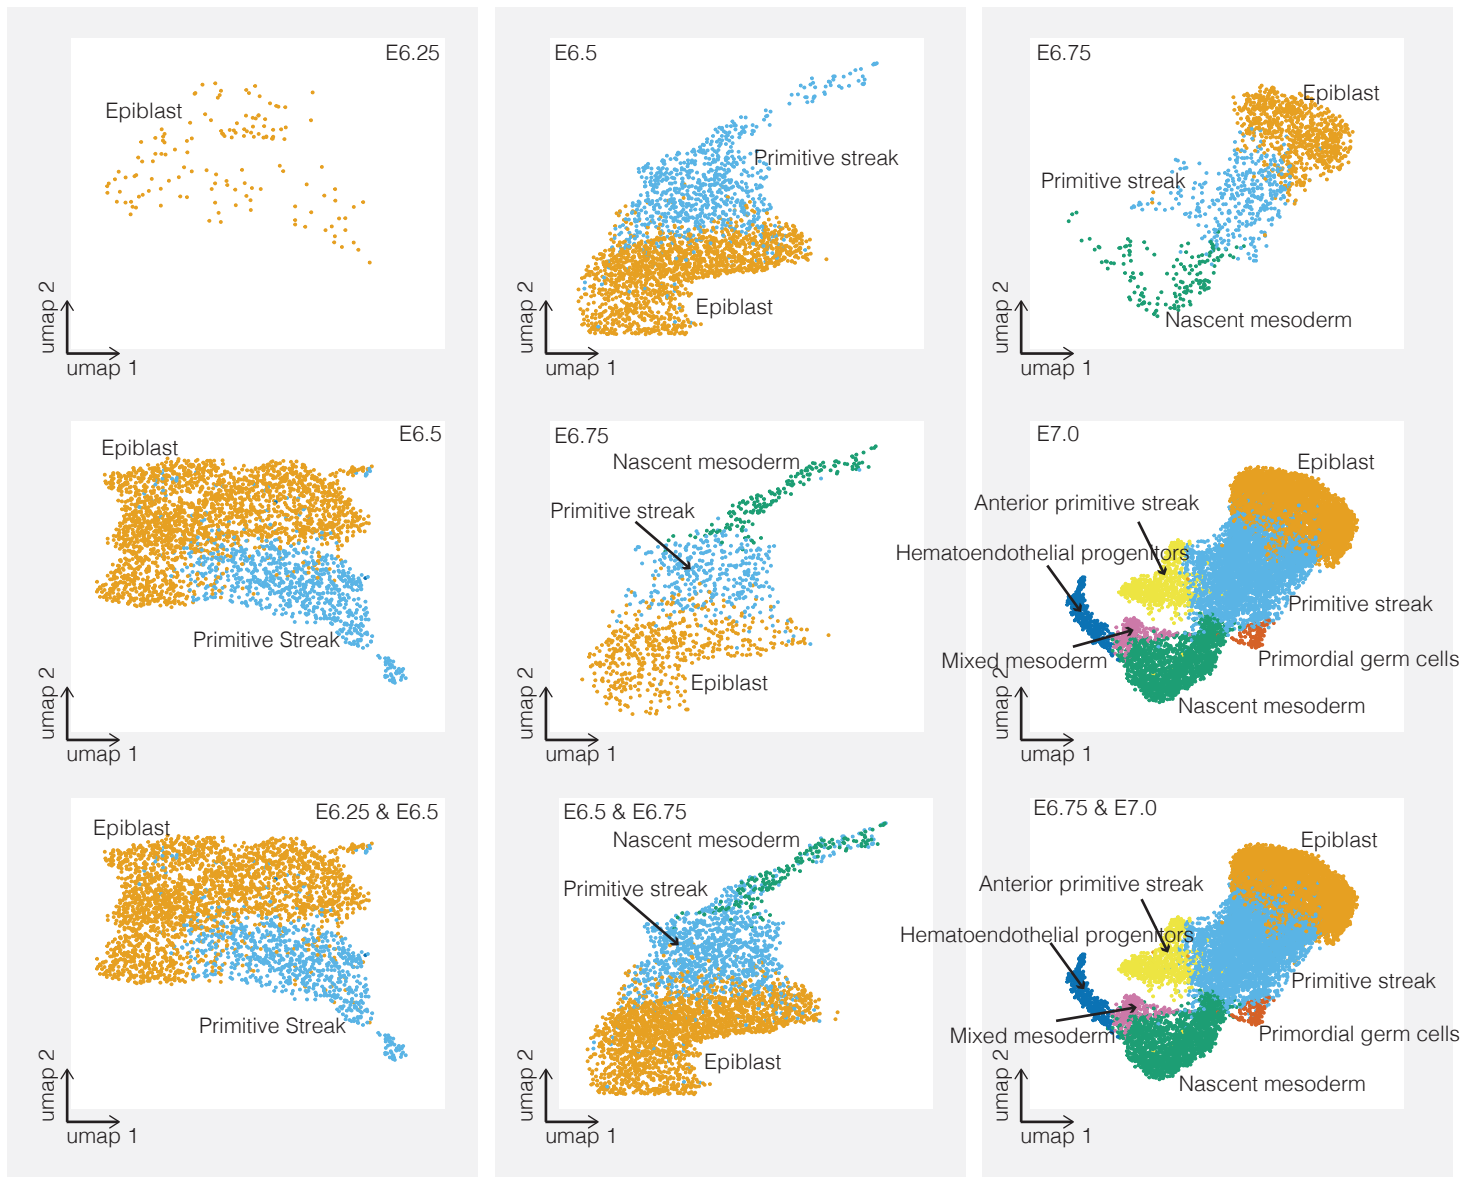 E6.25
Epiblast
umap 2
umap 1
E6.5
Primitive streak
Epiblast
umap 2
umap 1
E6.75
Epiblast
Primitive streak
Nascent mesoderm
umap 2
umap 1
E6.5
Epiblast
Primitive Streak
umap 2
umap 1
E6.75
Nascent mesoderm
Primitive streak
Epiblast
umap 2
umap 1
E7.0
Epiblast
Anterior primitive streak
Hematoendothelial progenitors
Primitive streak
Mixed mesoderm
Primordial germ cells
Nascent mesoderm
umap 2
umap 1
E6.25 & E6.5
Epiblast
Primitive Streak
umap 2
umap 1
E6.5 & E6.75
Nascent mesoderm
Primitive streak
Epiblast
umap 2
umap 1
E6.75 & E7.0
Epiblast
Anterior primitive streak
Hematoendothelial progenitors
Primitive streak
Mixed mesoderm
Primordial germ cells
Nascent mesoderm
umap 2
umap 1